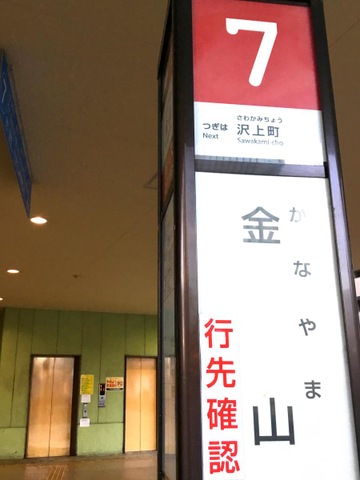 7
つぎは
Next
さわかみちょう
沢上町
Sawakami-cho
金山
かなやま
行先確認